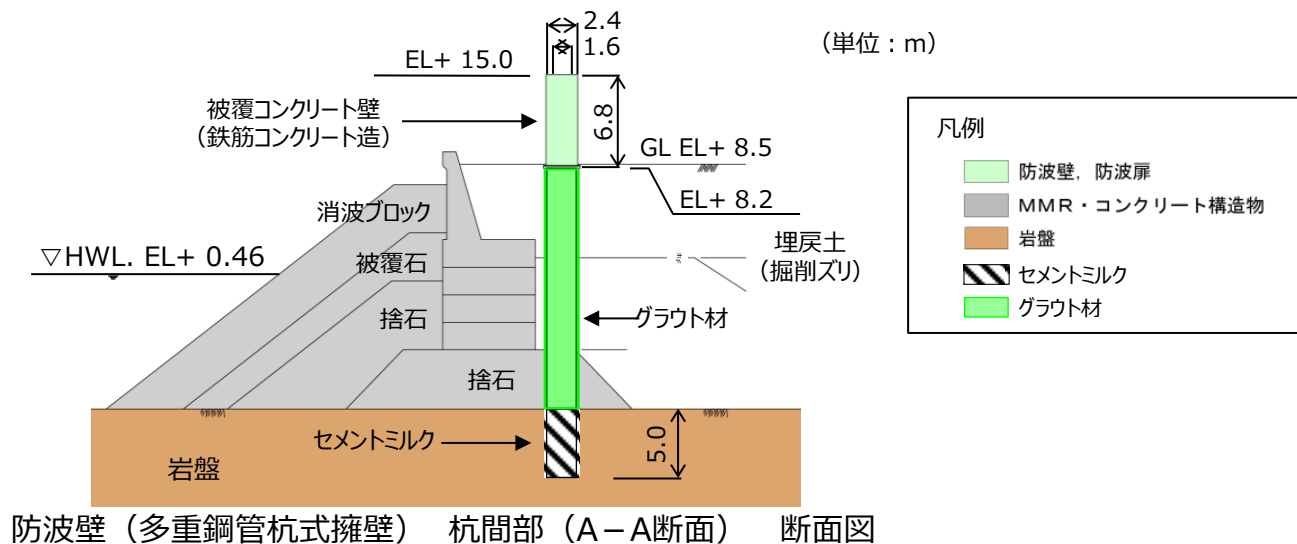 2.4
1.6
（単位：m）
EL+ 15.0
被覆コンクリート壁
（鉄筋コンクリート造）
6.8
GL EL+ 8.5
EL+ 8.2
消波ブロック
▽HWL. EL+ 0.46
被覆石
埋戻土
（掘削ズリ）
捨石
グラウト材
捨石
セメントミルク
5.0
岩盤
凡例
防波壁，防波扉
ＭＭＲ・コンクリート構造物
岩盤
セメントミルク
グラウト材
防波壁（多重鋼管杭式擁壁）　杭間部（A－A断面）　断面図